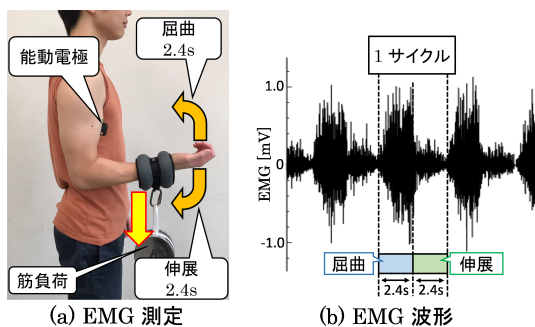 能動電極
屈曲
2.4s
筋負荷
伸展
2.4s
(a) EMG 測定
1 サイクル
EMG [mV]
1.0
0
-1.0
屈曲
伸展
2.4s
2.4s
(b) EMG 波形